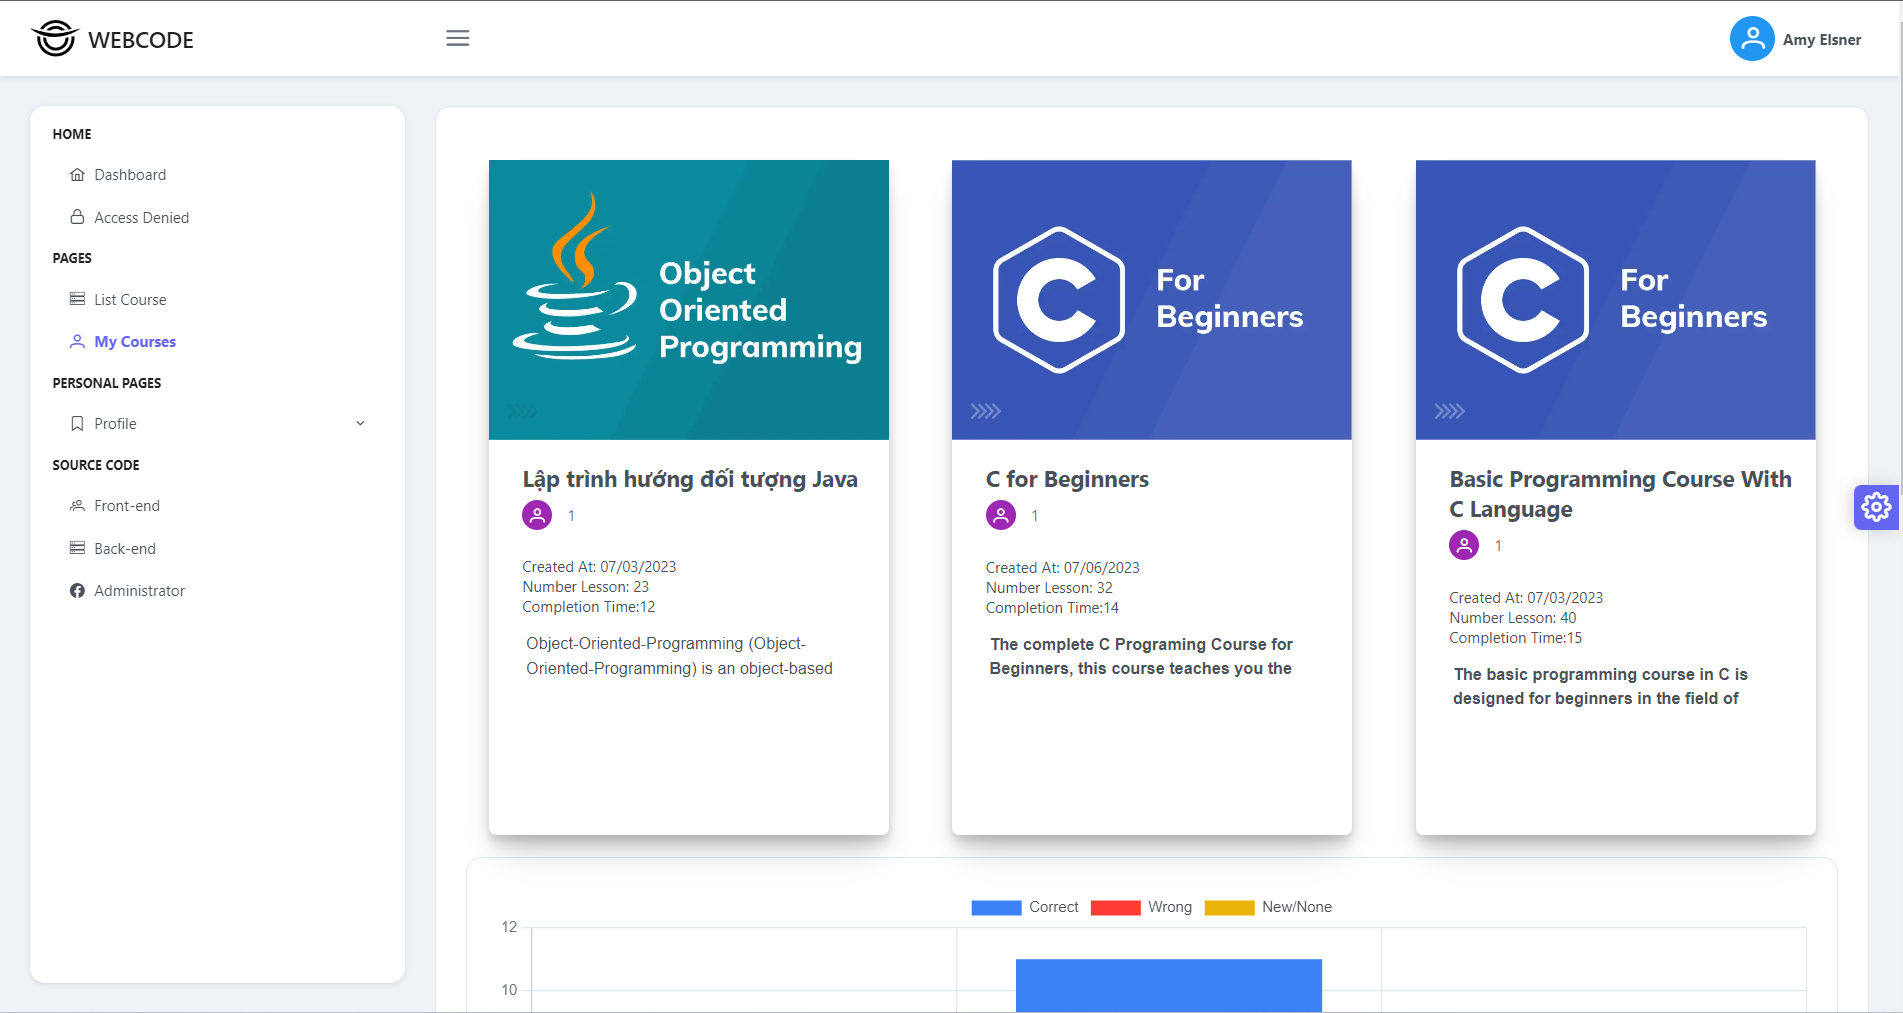 WEBCODE
Amy Elsner
HOME
Dashboard
Access Denied
PAGES
List Course
My Courses
PERSONAL PAGES
Profile
SOURCE CODE
Front-end
Back-end
Administrator
Object
Oriented
Programming
Lập trình hướng đối tượng Java
1
Created At: 07/03/2023
Number Lesson: 23
Completion Time:12
Object-Oriented-Programming (Object-
Oriented-Programming) is an object-based
C
For
Beginners
C for Beginners
1
Created At: 07/06/2023
Number Lesson: 32
Completion Time:14
The complete C Programing Course for
Beginners, this course teaches you the
C
For
Beginners
Basic Programming Course With
C Language
1
Created At: 07/03/2023
Number Lesson: 40
Completion Time:15
The basic programming course in C is
designed for beginners in the field of
Correct Wrong New/None
12
10